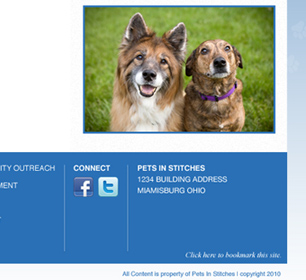 ITY OUTREACH
MENT
CONNECT
PETS IN STITCHES
1234 BUILDING ADDRESS
MIAMISBURG OHIO
Click here to bookmark this site.
All Content is property of Pets In Stitches | copyright 2010